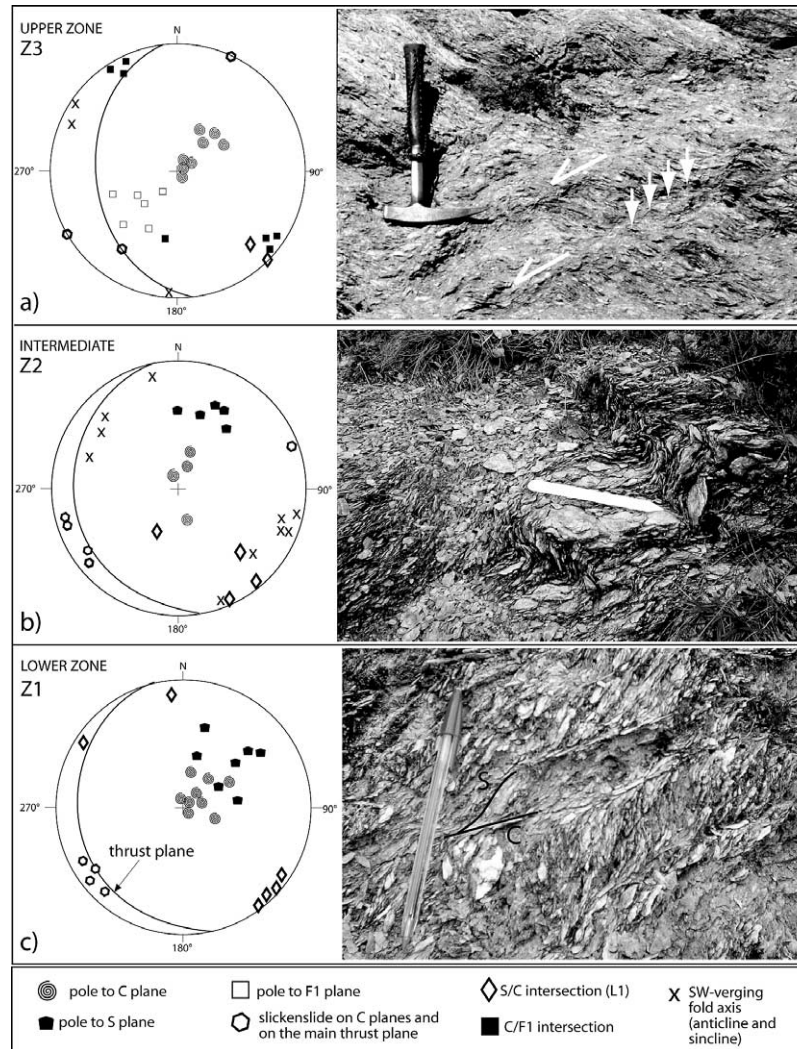 UPPER ZONE
Z3
N
270°
90°
180°
a)
INTERMEDIATE
Z2
N
270°
90°
180°
b)
LOWER ZONE
Z1
N
270°
90°
thrust plane
180°
c)
S
C
pole to C plane
pole to S plane
pole to F1 plane
slickenslide on C planes and
on the main thrust plane
S/C intersection (L1)
C/F1 intersection
X SW-verging
fold axis
(anticline and
sincline)